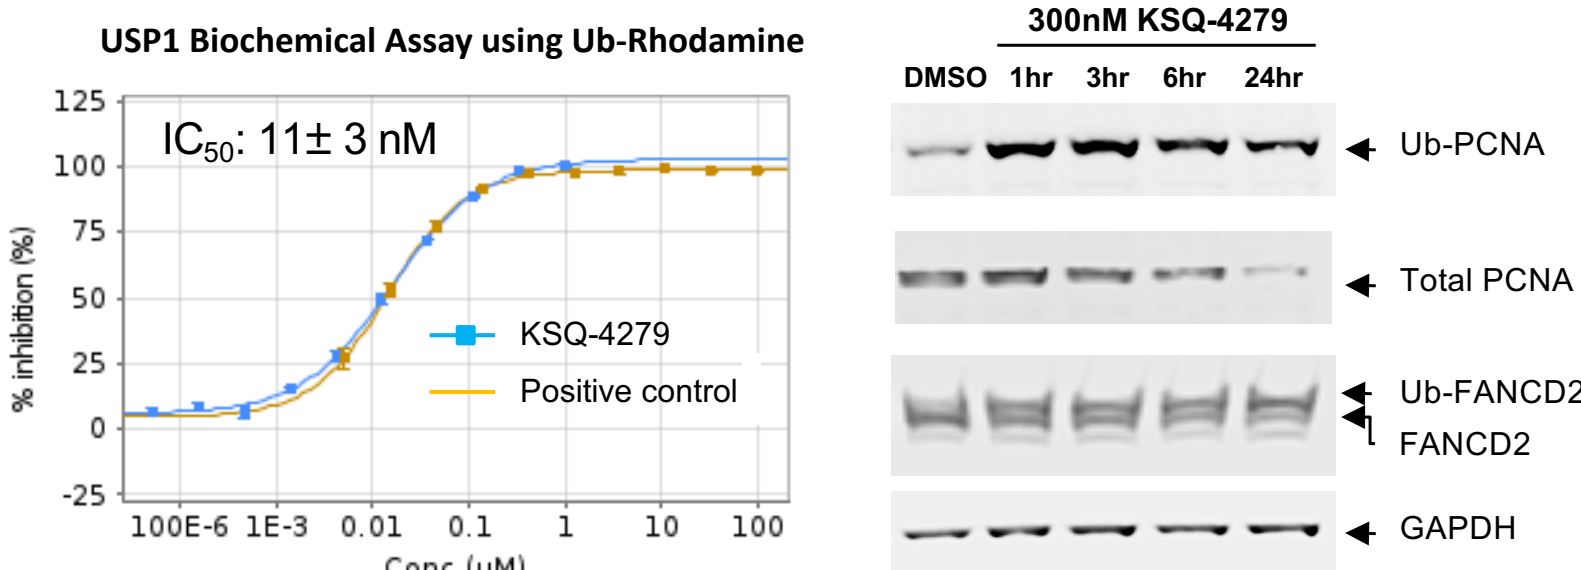 USP1 Biochemical Assay using Ub-Rhodamine
IC50: 11± 3 nM
125
100
75
50
25
0
-25
% inhibition (%)
KSQ-4279
Positive control
100E-6 1E-3 0.01 0.1 1 10 100
Conc (uM)
300nM KSQ-4279
DMSO 1hr 3hr 6hr 24hr
Ub-PCNA
Total PCNA
Ub-FANCD2
FANCD2
GAPDH